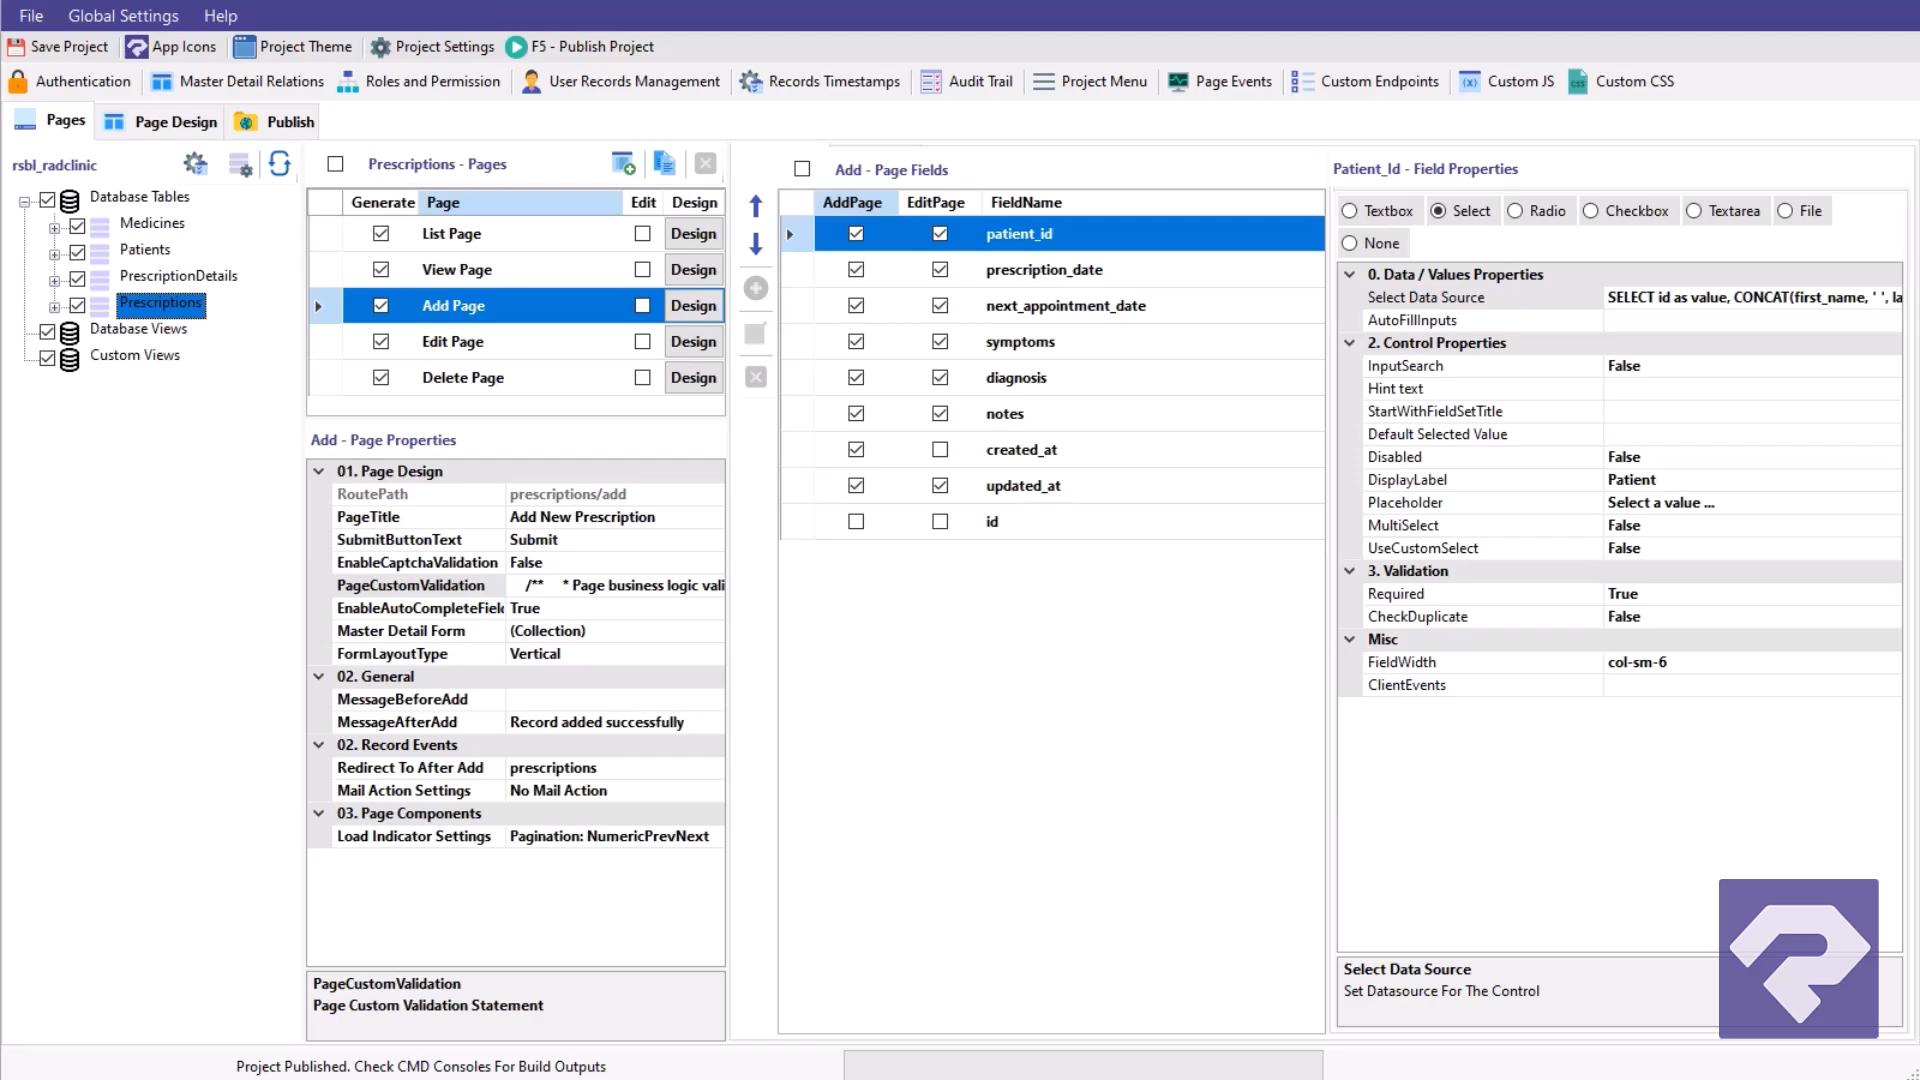 File Global Settings Help
Save Project App Icons Project Theme Project Settings F5 - Publish Project
Authentication Master Detail Relations Roles and Permission User Records Management Records Timestamps Audit Trail Project Menu Page Events Custom Endpoints Custom JS Custom CSS
Pages Page Design Publish
rsbl_radclinic
Database Tables
Medicines
Patients
PrescriptionDetails
Prescriptions
Database Views
Custom Views
Prescriptions - Pages
Generate Page Edit Design
List Page Design
View Page Design
Add Page Design
Edit Page Design
Delete Page Design
Add - Page Properties
01. Page Design
RoutePath prescriptions/add
PageTitle Add New Prescription
SubmitButtonText Submit
EnableCaptchaValidation False
PageCustomValidation /** * Page business logic vali
EnableAutoCompleteField True
Master Detail Form (Collection)
FormLayoutType Vertical
02. General
MessageBeforeAdd
MessageAfterAdd Record added successfully
02. Record Events
Redirect To After Add prescriptions
Mail Action Settings No Mail Action
03. Page Components
Load Indicator Settings Pagination: NumericPrevNext
PageCustomValidation
Page Custom Validation Statement
Add - Page Fields
AddPage EditPage FieldName
patient_id
prescription_date
next_appointment_date
symptoms
diagnosis
notes
created_at
updated_at
id
Patient_Id - Field Properties
Textbox Select Radio Checkbox Textarea File
None
0. Data / Values Properties
Select Data Source SELECT id as value, CONCAT(first_name, ' ', la
AutoFillInputs
2. Control Properties
InputSearch False
Hint text
StartWithFieldSetTitle
Default Selected Value
Disabled False
DisplayLabel Patient
Placeholder Select a value ...
MultiSelect False
UseCustomSelect False
3. Validation
Required True
CheckDuplicate False
Misc
FieldWidth col-sm-6
ClientEvents
Select Data Source
Set Datasource For The Control
Project Published. Check CMD Consoles For Build Outputs